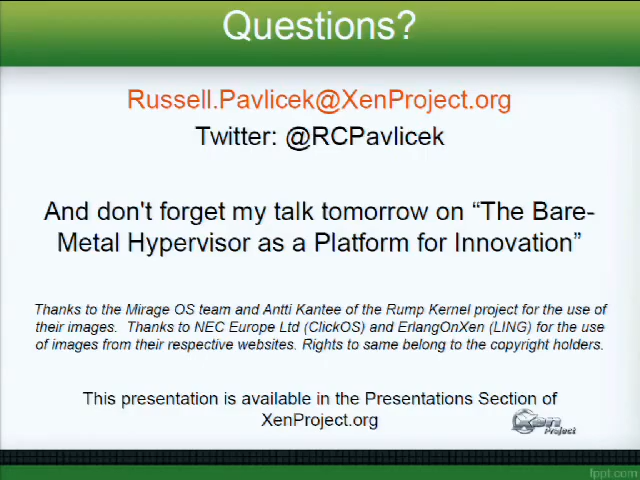 Questions?
Russell.Pavlicek@XenProject.org
Twitter: @RCPavlicek
And don't forget my talk tomorrow on “The Bare-
Metal Hypervisor as a Platform for Innovation”
Thanks to the Mirage OS team and Antti Kantee of the Rump Kernel project for the use of
their images.  Thanks to NEC Europe Ltd (ClickOS) and ErlangOnXen (LING) for the use
of images from their respective websites. Rights to same belong to the copyright holders.
This presentation is available in the Presentations Section of
XenProject.org
Xen
Project
fppt.com